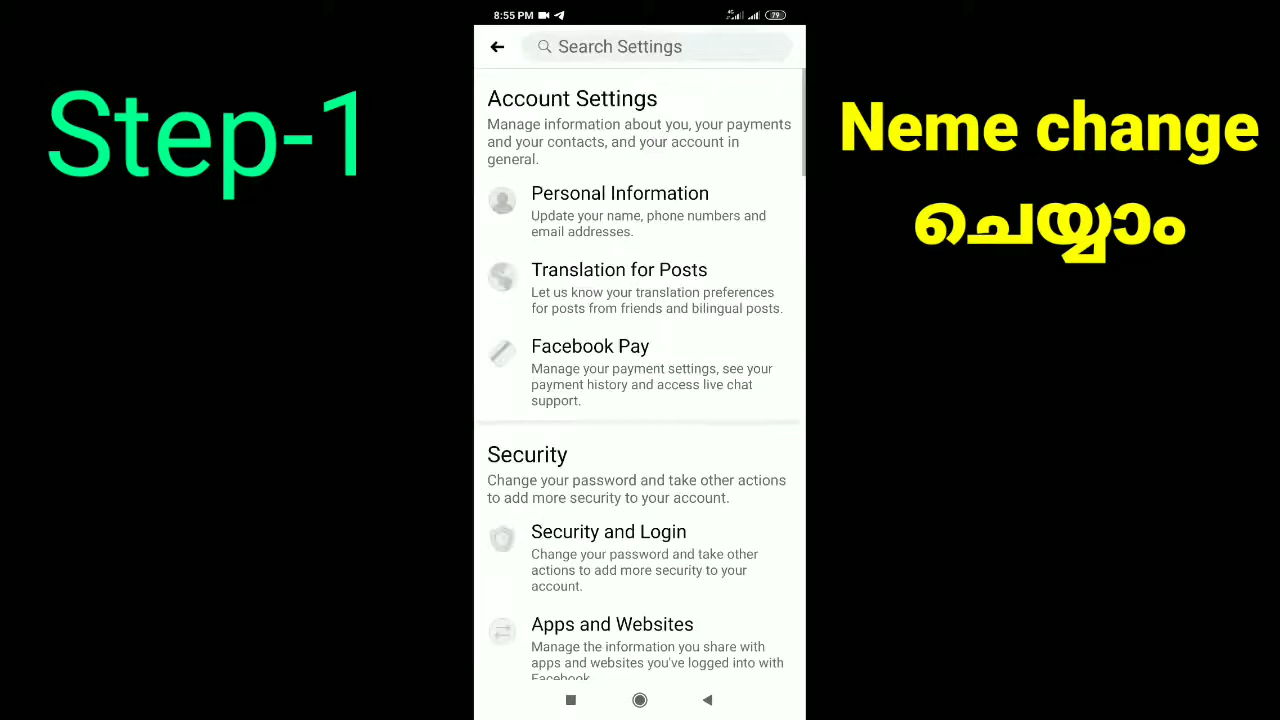 Step-1
8:55 PM
4G
79
Search Settings
Account Settings
Manage information about you, your payments
and your contacts, and your account in
general.
Personal Information
Update your name, phone numbers and
email addresses.
Translation for Posts
Let us know your translation preferences
for posts from friends and bilingual posts.
Facebook Pay
Manage your payment settings, see your
payment history and access live chat
support.
Security
Change your password and take other actions
to add more security to your account.
Security and Login
Change your password and take other
actions to add more security to your
account.
Apps and Websites
Manage the information you share with
apps and websites you've logged into with
Facebook
Neme change
ചെയ്യാം